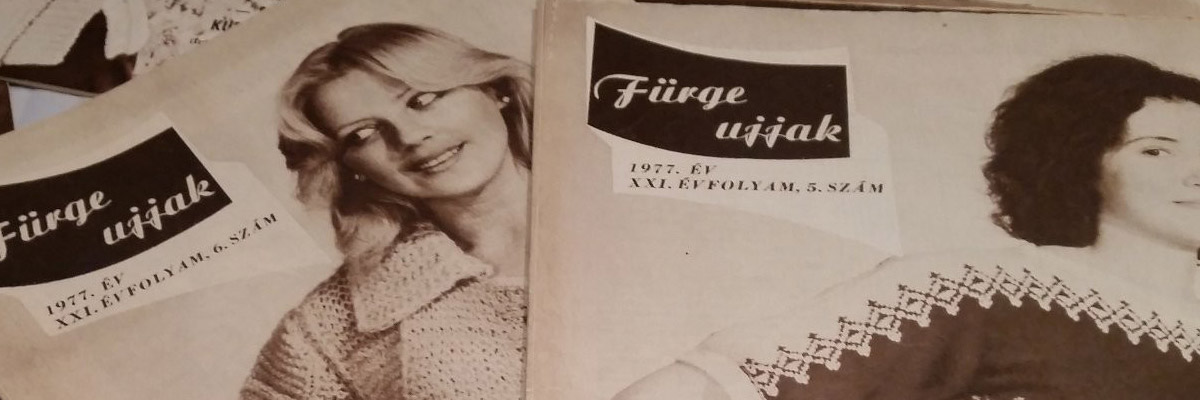 Fürge
ujjak
1977. ÉV
XXI. ÉVFOLYAM, 6. SZÁM
Fürge
ujjak
1977. ÉV
XXI. ÉVFOLYAM, 5. SZÁM